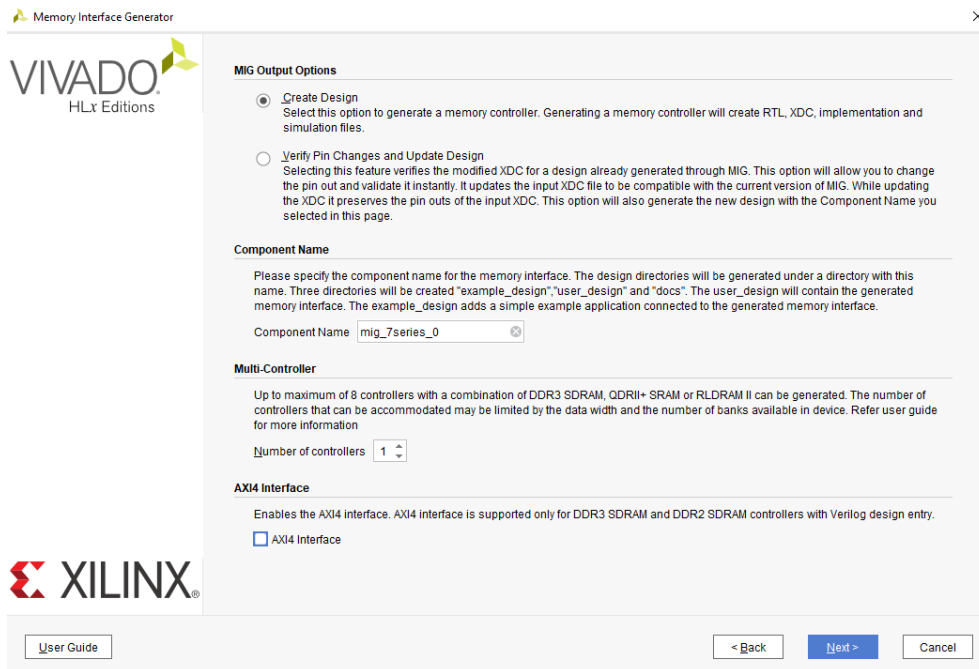 Memory Interface Generator
VIVADO.
HLx Editions
MIG Output Options
Create Design
Select this option to generate a memory controller. Generating a memory controller will create RTL, XDC, implementation and
simulation files.
Verify Pin Changes and Update Design
Selecting this feature verifies the modified XDC for a design already generated through MIG. This option will allow you to change
the pin out and validate it instantly. It updates the input XDC file to be compatible with the current version of MIG. While updating
the XDC it preserves the pin outs of the input XDC. This option will also generate the new design with the Component Name you
selected in this page.
Component Name
Please specify the component name for the memory interface. The design directories will be generated under a directory with this
name. Three directories will be created "example_design","user_design" and "docs". The user_design will contain the generated
memory interface. The example_design adds a simple example application connected to the generated memory interface.
Component Name mig_7series_0
Multi-Controller
Up to maximum of 8 controllers with a combination of DDR3 SDRAM, QDRII+ SRAM or RLDRAM II can be generated. The number of
controllers that can be accommodated may be limited by the data width and the number of banks available in device. Refer user guide
for more information
Number of controllers 1
AXI4 Interface
Enables the AXI4 interface. AXI4 interface is supported only for DDR3 SDRAM and DDR2 SDRAM controllers with Verilog design entry.
AXI4 Interface
XILINX®
User Guide < Back Next > Cancel